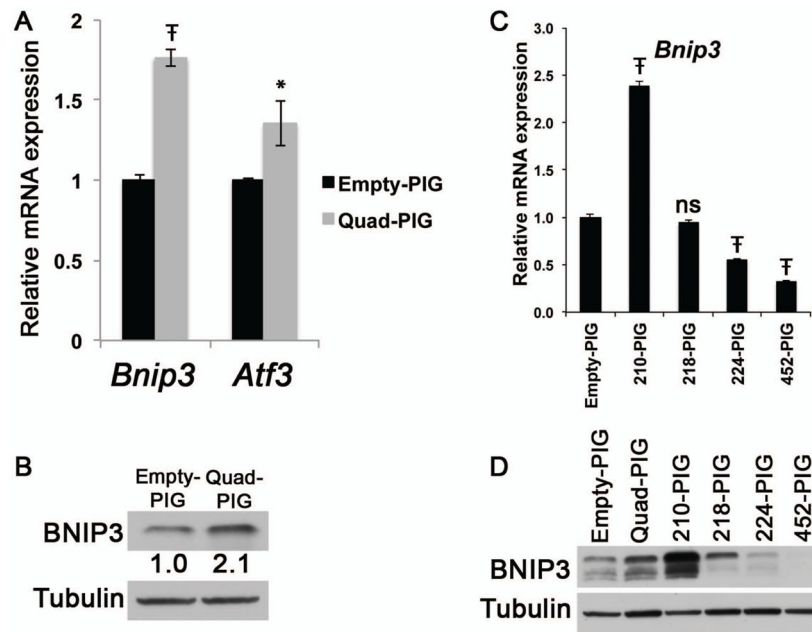 A
Relative mRNA expression
2
1.5
1
0.5
0
Ŧ
*
Bnip3
Atf3
Empty-PIG
Quad-PIG
B
Empty-PIG
Quad-PIG
BNIP3
1.0
2.1
Tubulin
C
Bnip3
Relative mRNA expression
3.0
2.5
2.0
1.5
1.0
0.5
0.0
Ŧ
ns
Ŧ
Ŧ
Empty-PIG
210-PIG
218-PIG
224-PIG
452-PIG
D
Empty-PIG
Quad-PIG
210-PIG
218-PIG
224-PIG
452-PIG
BNIP3
Tubulin